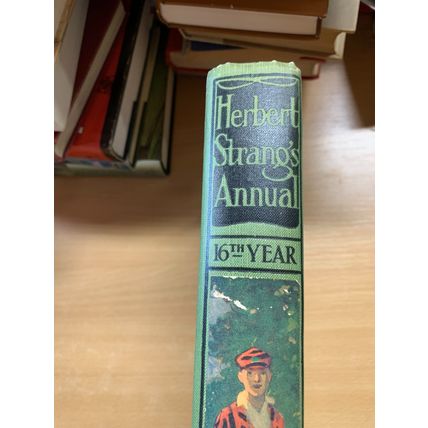 Herbert
Strang's
Annual
16TH YEAR